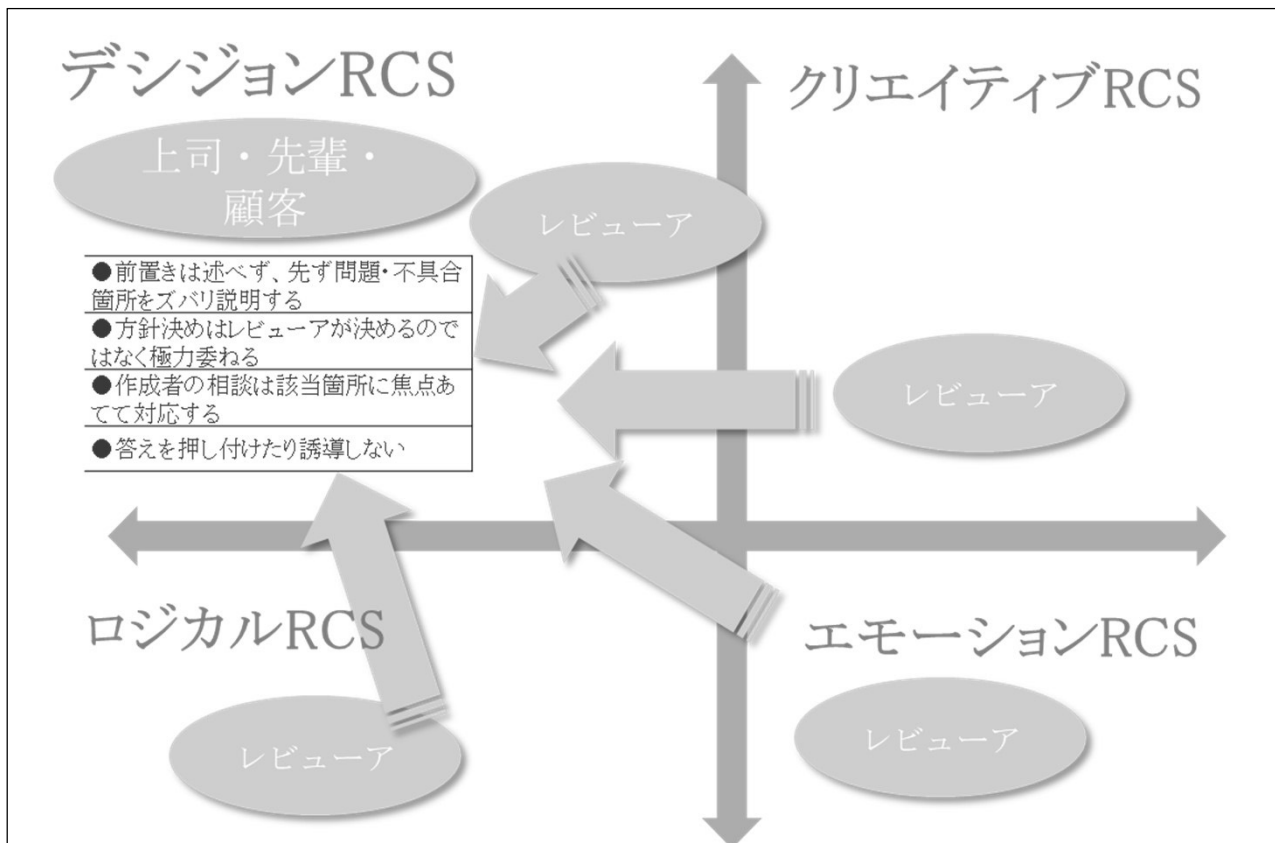 デシジョンRCS
上司・先輩・
顧客
レビューア
●前置きは述べず、先ず問題・不具合
箇所をズバリ説明する
●方針決めはレビューアが決めるので
はなく極力委ねる
●作成者の相談は該当箇所に焦点あ
てて対応する
●答えを押し付けたり誘導しない
クリエイティブRCS
レビューア
ロジカルRCS
レビューア
エモーションRCS
レビューア